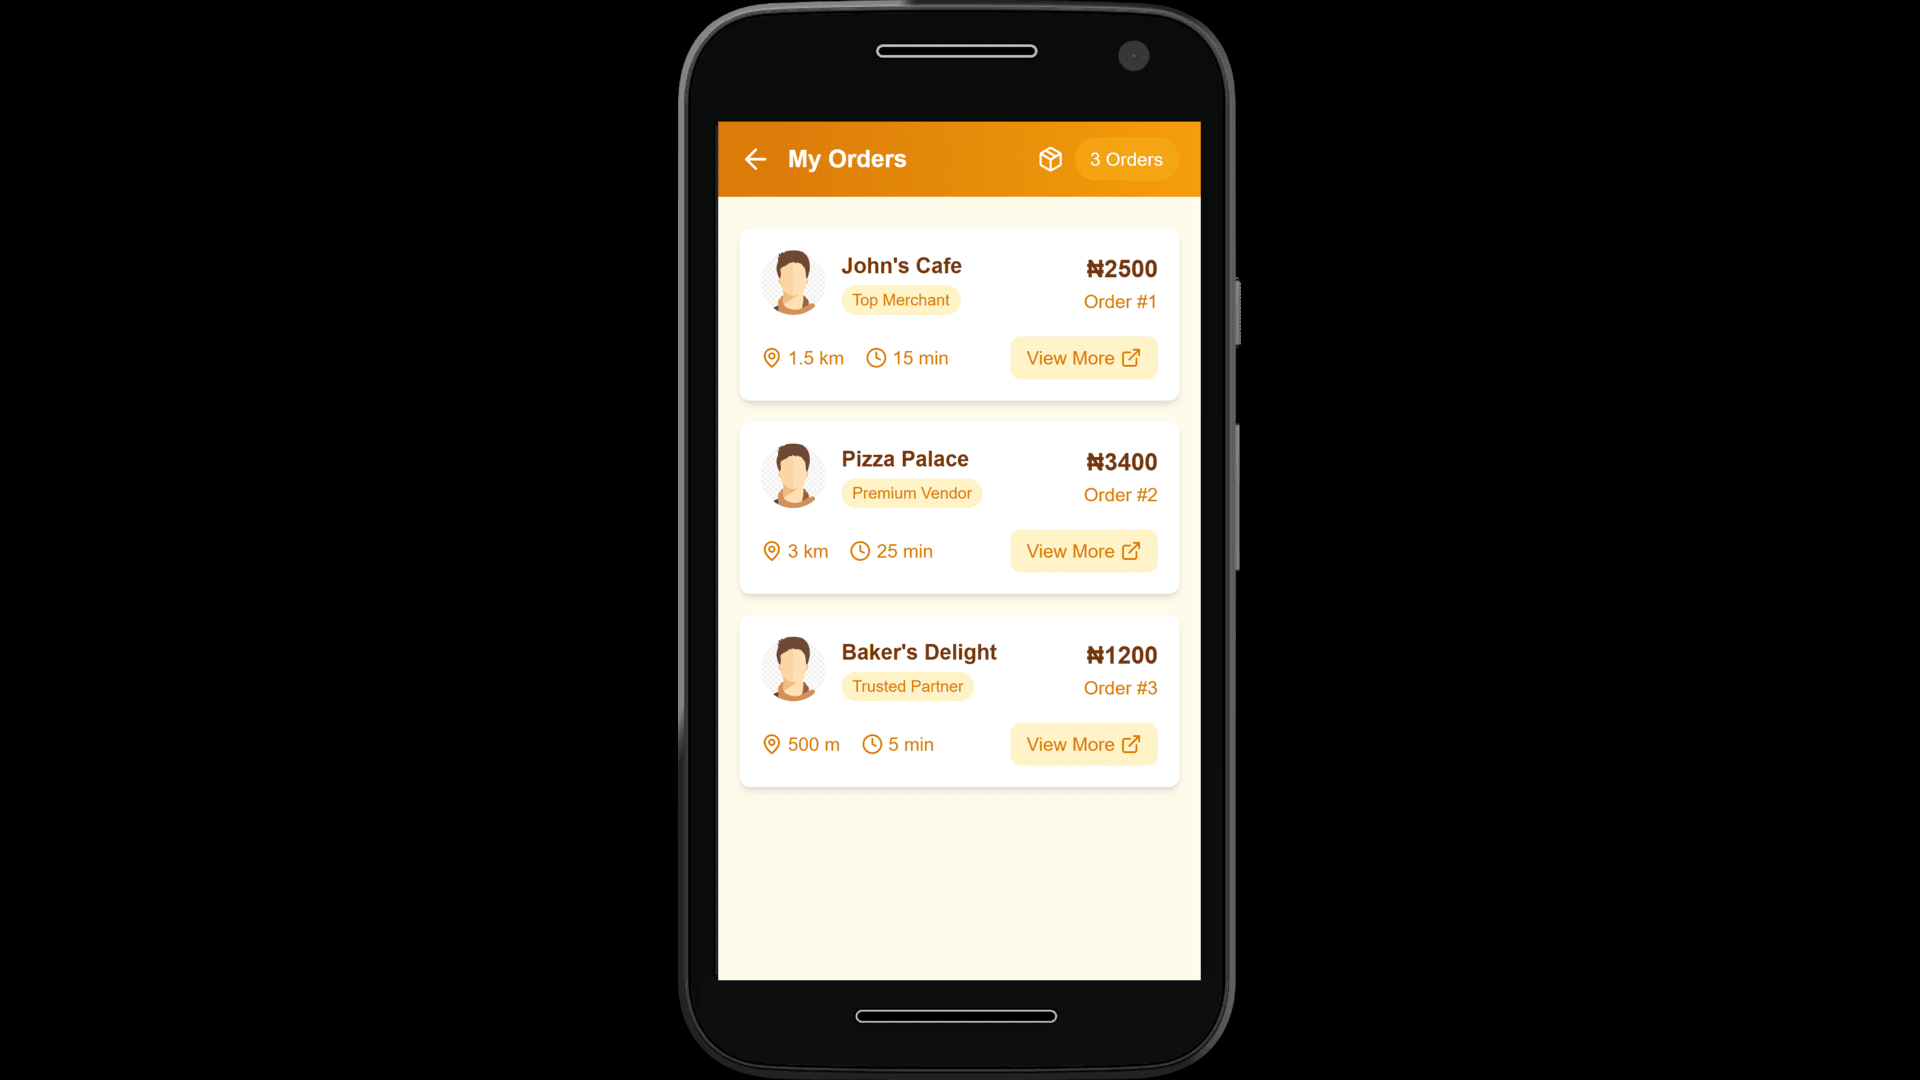 My Orders
3 Orders
John's Cafe
₦2500
Top Merchant
Order #1
1.5 km
15 min
View More
Pizza Palace
₦3400
Premium Vendor
Order #2
3 km
25 min
View More
Baker's Delight
₦1200
Trusted Partner
Order #3
500 m
5 min
View More